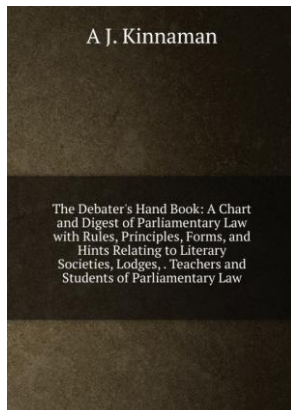 A J. Kinnaman
The Debater's Hand Book: A Chart
and Digest of Parliamentary Law
with Rules, Principles, Forms, and
Hints Relating to Literary
Societies, Lodges, . Teachers and
Students of Parliamentary Law